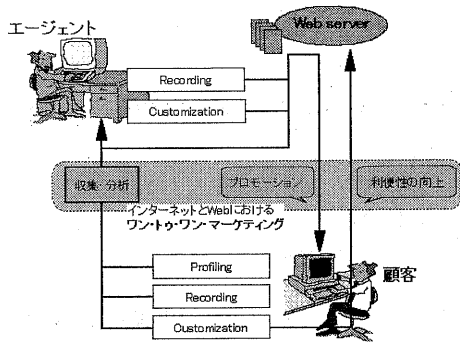 Web server
エージェント
Recording
Customization
収集・分析
プロモーション
利便性の向上
インターネットとWebにおける
ワン・トゥ・ワン・マーケティング
Profiling
Recording
Customization
顧客